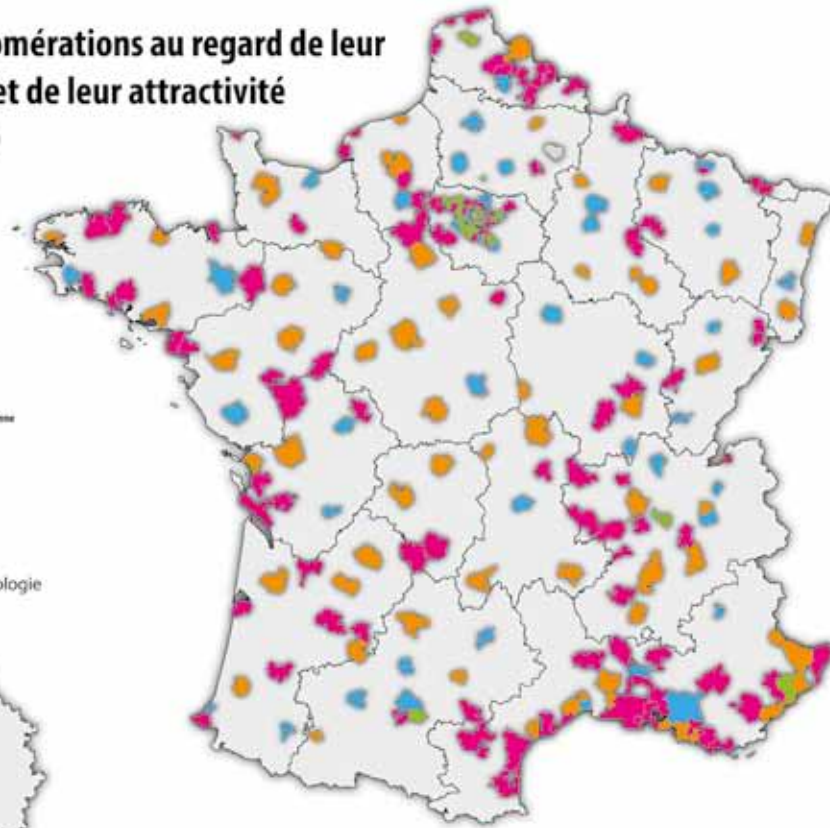 omérations au regard de leur
et de leur attractivité
ologie